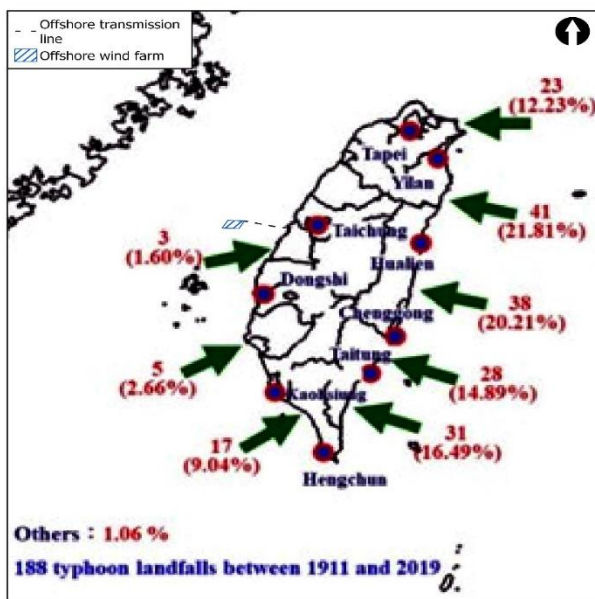 Offshore transmission
line
Offshore wind farm
23
(12.23%)
Tapei
Yilan
41
(21.81%)
3
(1.60%)
Taichung
Hualien
Dongshi
38
(20.21%)
Chenggong
Taitung
5
(2.66%)
28
(14.89%)
Kaohsiung
17
(9.04%)
31
(16.49%)
Hengchun
Others : 1.06 %
188 typhoon landfalls between 1911 and 2019